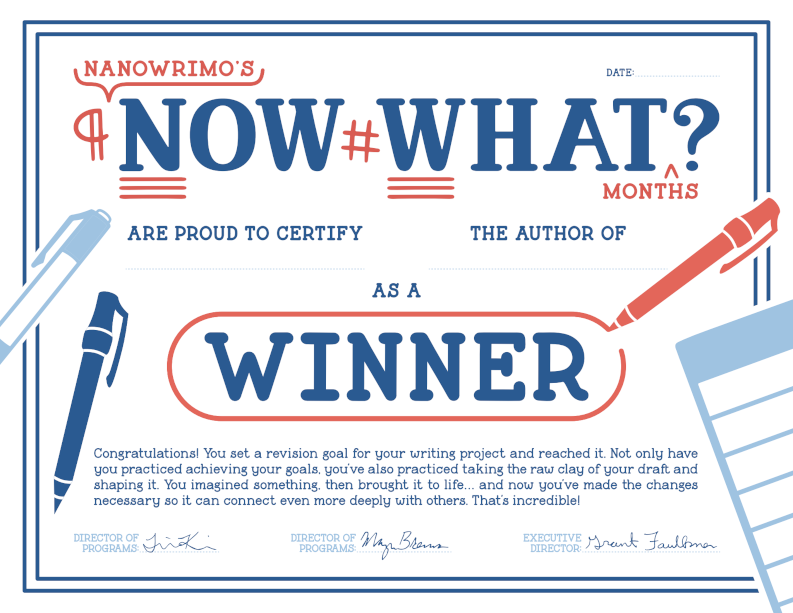 NANOWRIMO'S
DATE:
¶NOW#WHAT?
MONTHS
ARE PROUD TO CERTIFY THE AUTHOR OF
AS A
WINNER
Congratulations! You set a revision goal for your writing project and reached it. Not only have
you practiced achieving your goals, you've also practiced taking the raw clay of your draft and
shaping it. You imagined something, then brought it to life... and now you've made the changes
necessary so it can connect even more deeply with others. That's incredible!
DIRECTOR OF
PROGRAMS:
DIRECTOR OF
PROGRAMS:
EXECUTIVE
DIRECTOR:
Grant Faulkner